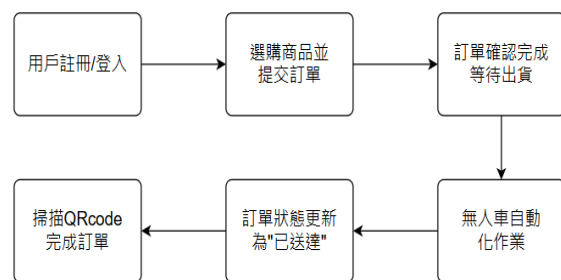 用戶註冊/登入
選購商品並
提交訂單
訂單確認完成
等待出貨
無人車自動
化作業
訂單狀態更新
為"已送達"
掃描QRcode
完成訂單